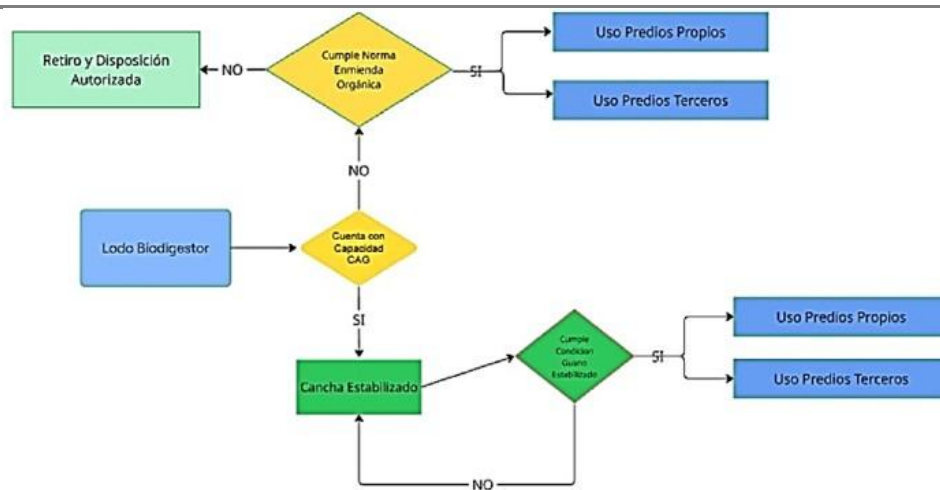 Retiro y Disposición
Autorizada
NO
Cumple Norma
Enmienda
Orgánica
SI
Uso Predios Propios
Uso Predios Terceros
NO
Lodo Biodigestor
Cuenta con
Capacidad
CAG
SI
Cancha Estabilizado
Cumple
Condicion
Guano
Estabilizado
SI
Uso Predios Propios
Uso Predios Terceros
NO